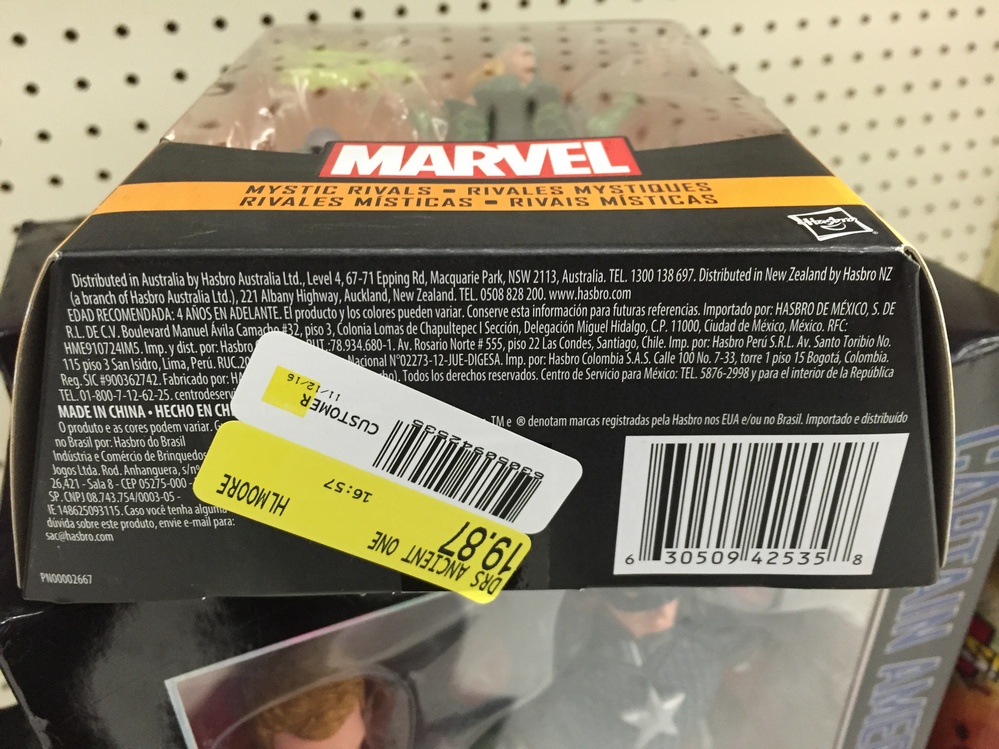 MARVEL
MYSTIC RIVALS - RIVALES MYSTIQUES
RIVALES MÍSTICAS - RIVAIS MÍSTICAS
Hasbro
Distributed in Australia by Hasbro Australia Ltd., Level 4, 67-71 Epping Rd, Macquarie Park, NSW 2113, Australia. TEL. 1300 138 697. Distributed in New Zealand by Hasbro NZ
(a branch of Hasbro Australia Ltd.), 221 Albany Highway, Auckland, New Zealand. TEL. 0508 828 200. www.hasbro.com
EDAD RECOMENDADA: 4 AÑOS EN ADELANTE. El producto y los colores pueden variar. Conserve esta información para futuras referencias. Importado por: HASBRO DE MÉXICO, S. DE
R.L. DE C.V. Boulevard Manuel Ávila Camacho #32, piso 3, Colonia Lomas de Chapultepec I Sección, Delegación Miguel Hidalgo, C.P. 11000, Ciudad de México, México. RFC:
HME910724IM5. Imp. y dist. por: Hasbro RUT.:78.934.680-1. Av. Rosario Norte # 555, piso 22 Las Condes, Santiago, Chile. Imp. por: Hasbro Perú S.R.L. Av. Santo Toribio No.
115 piso 3 San Isidro, Lima, Perú. RUC.20 Nacional N°02273-12-JUE-DIGESA. Imp. por: Hasbro Colombia S.A.S. Calle 100 No. 7-33, torre 1 piso 15 Bogotá, Colombia.
Reg. SIC #900362742. Fabricado por: Todos los derechos reservados. Centro de Servicio para México: TEL. 5876-2998 y para el interior de la República
TEL. 01-800-7-12-62-25.
MADE IN CHINA • HECHO EN CH
TM e ® denotam marcas registradas pela Hasbro nos EUA e/ou no Brasil. Importado e distribuído
O produto e as cores podem variar.
no Brasil por: Hasbro do Brasil
Indústria e Comércio de Brinquedos
Jogos Ltda. Rod. Anhanguera, s/nº
26,421 - Sala 8 - CEP 05275-000 -
SP. CNPJ 08.743.754/0003-05 -
IE 148625093115. Caso você tenha alguma
dúvida sobre este produto, envie e-mail para:
sac@hasbro.com
PN00002667
6 30509 42535 8
DRS ANCIENT ONE
19.87
HLMOORE
16:57
630509425358
CUSTOMER
11/12/16
CAPTAIN AME